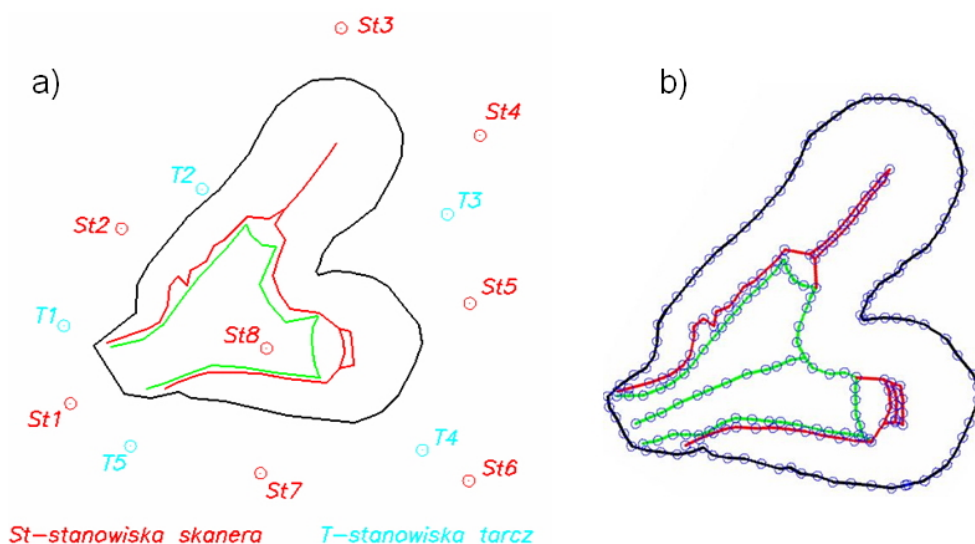 a)
b)
St3
St4
T2
T3
St2
St5
T1
St8
St1
T5
T4
St7
St6
St–stanowiska skanera
T–stanowiska tarcz